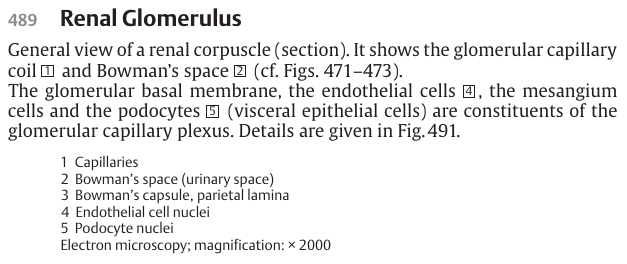 489 Renal Glomerulus
General view of a renal corpuscle (section). It shows the glomerular capillary
coil 1 and Bowman's space 2 (cf. Figs. 471–473).
The glomerular basal membrane, the endothelial cells 4, the mesangium
cells and the podocytes 5 (visceral epithelial cells) are constituents of the
glomerular capillary plexus. Details are given in Fig. 491.
1 Capillaries
2 Bowman's space (urinary space)
3 Bowman's capsule, parietal lamina
4 Endothelial cell nuclei
5 Podocyte nuclei
Electron microscopy; magnification: × 2000